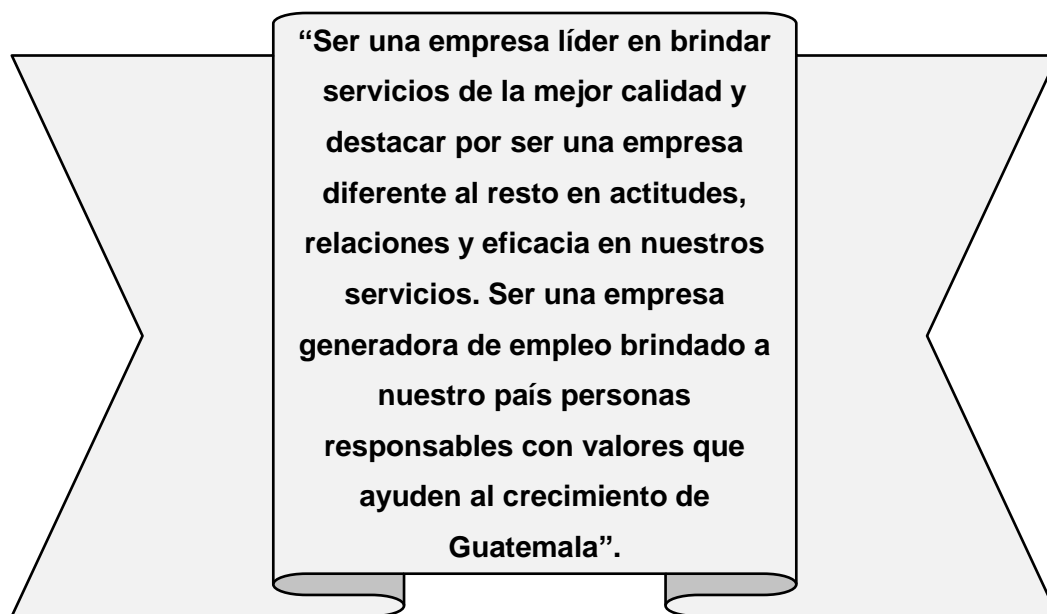 “Ser una empresa líder en brindar
servicios de la mejor calidad y
destacar por ser una empresa
diferente al resto en actitudes,
relaciones y eficacia en nuestros
servicios. Ser una empresa
generadora de empleo brindado a
nuestro país personas
responsables con valores que
ayuden al crecimiento de
Guatemala”.